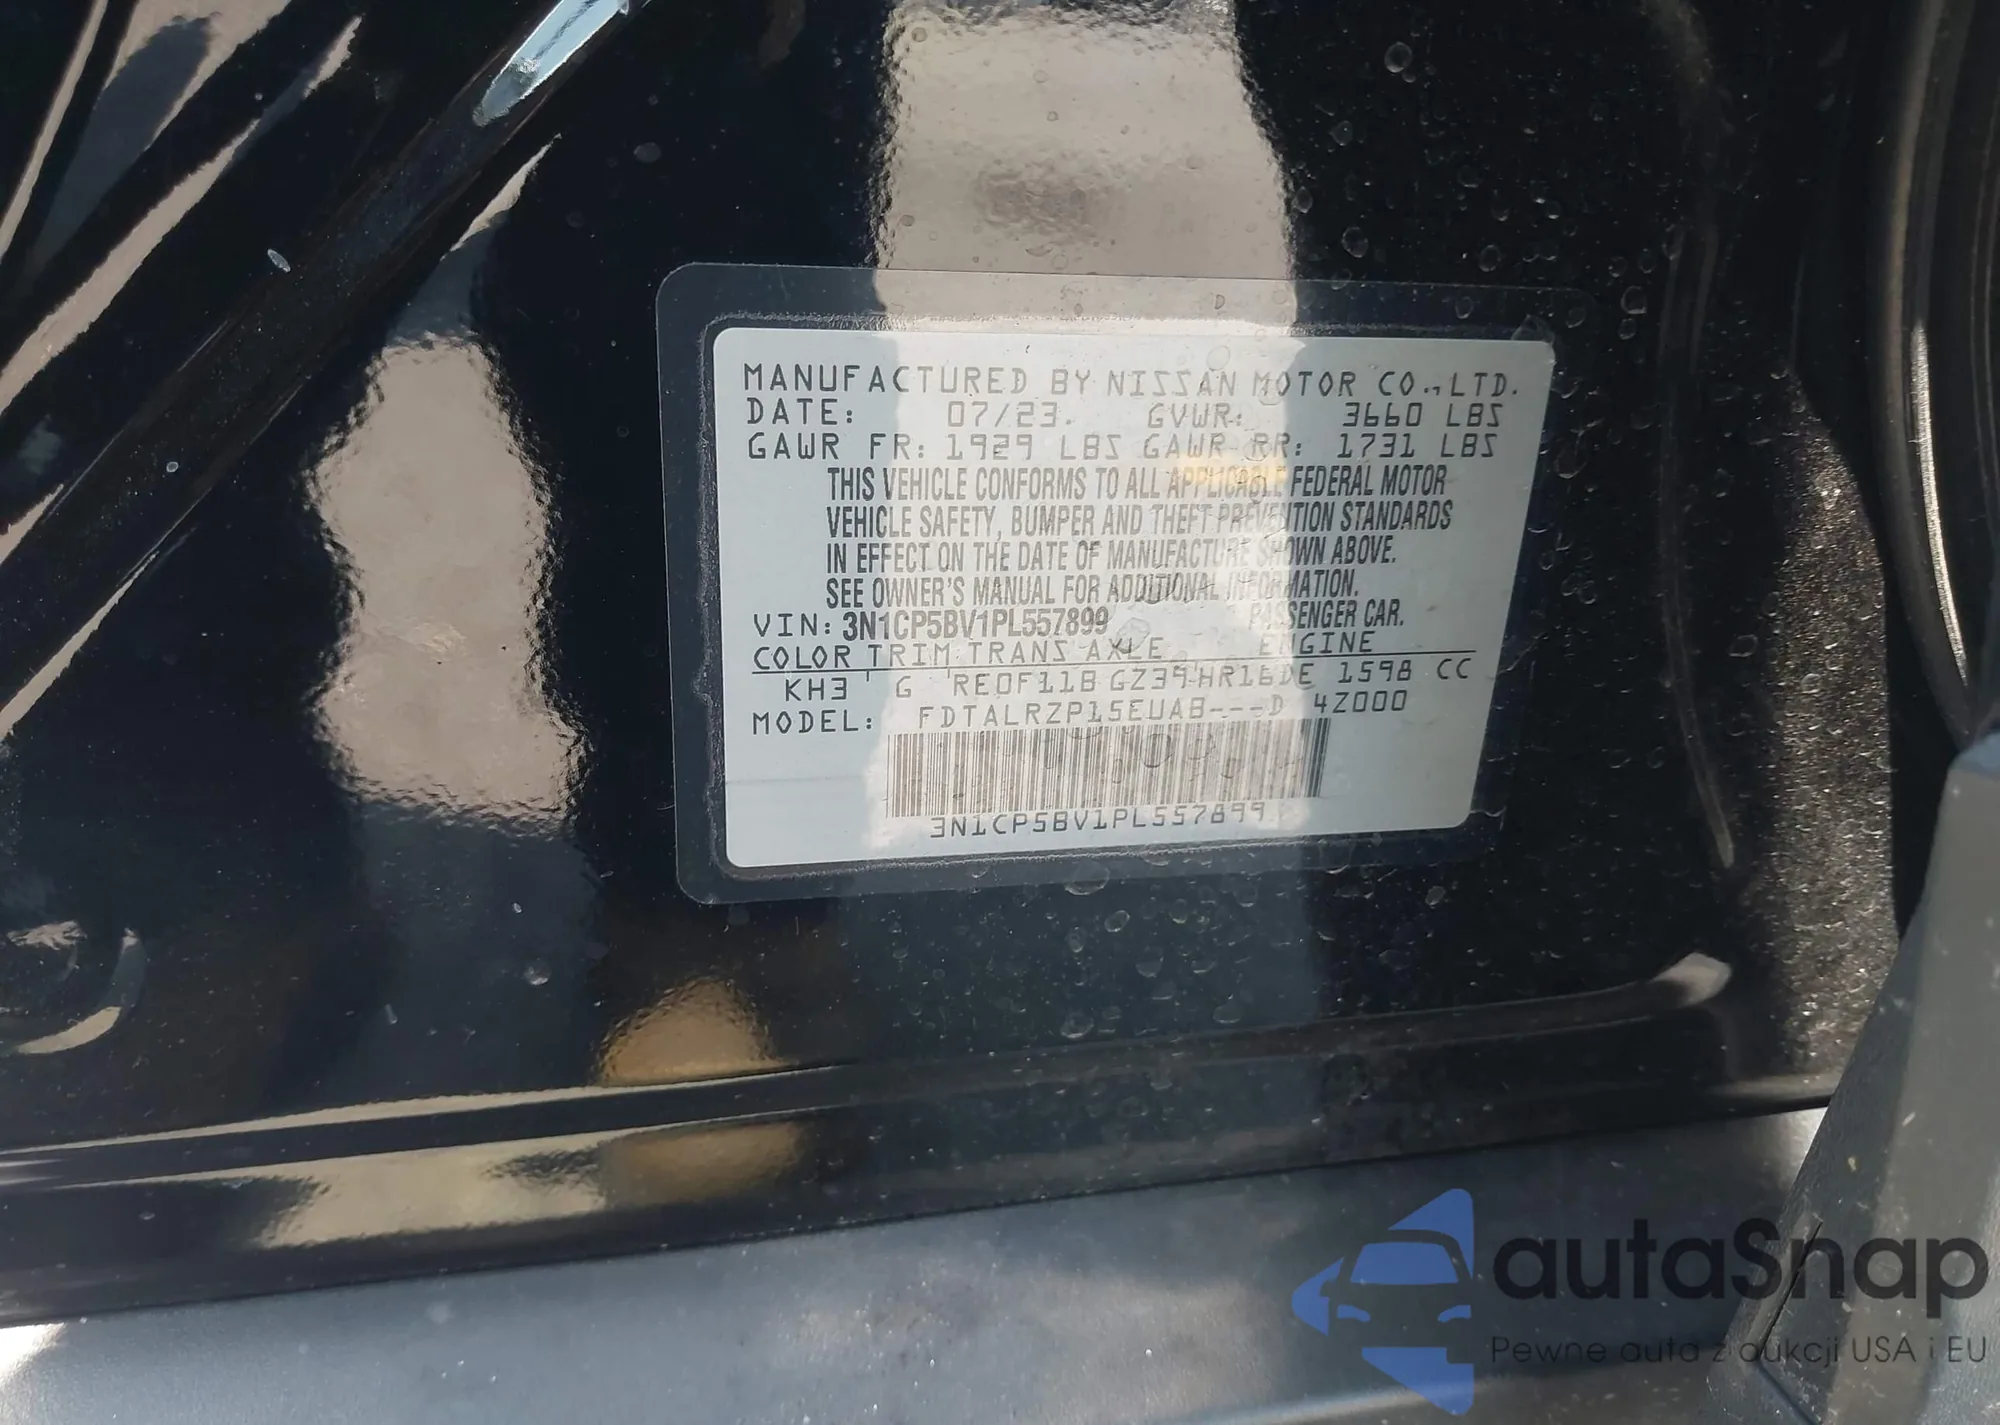 MANUFACTURED BY NISSAN MOTOR CO., LTD.
DATE: 07/23. GVWR: 3660 LBS
GAWR FR: 1929 LBS GAWR RR: 1731 LBS
THIS VEHICLE CONFORMS TO ALL APPLICABLE FEDERAL MOTOR
VEHICLE SAFETY, BUMPER AND THEFT PREVENTION STANDARDS
IN EFFECT ON THE DATE OF MANUFACTURE SHOWN ABOVE.
SEE OWNER'S MANUAL FOR ADDITIONAL INFORMATION.
VIN: 3N1CP5BV1PL557899 PASSENGER CAR.
COLOR TRIM TRANS AXLE ENGINE
KH3 G RE0F11B GZ39 HR16DE 1598 CC
MODEL: FDTALRZP15EUAB---D 4Z000
3N1CP5BV1PL557899
autaSnap
Pewne auta z aukcji USA i EU